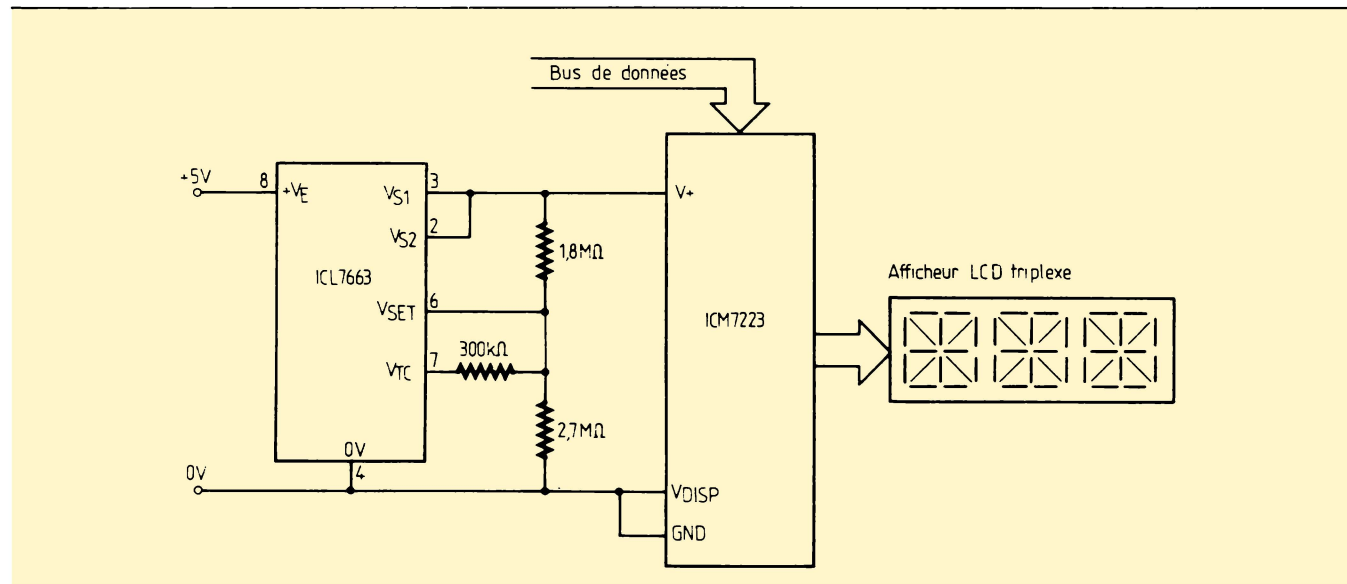 Bus de données
+5V
8
+VE
VS1
3
VS2
2
ICL7663
VSET
6
VTC
7
0V
4
0V
1,8MΩ
300kΩ
2,7MΩ
V+
ICM7223
VDISP
GND
Afficheur LCD triplexe